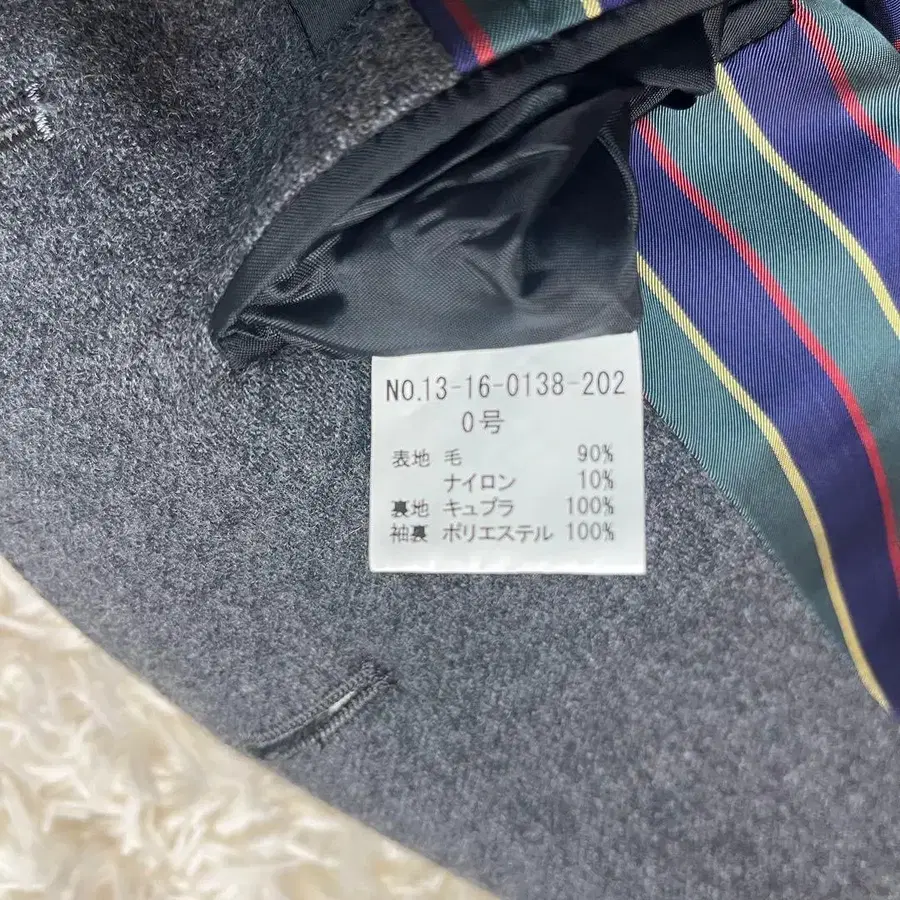 NO.13-16-0138-202
0号
表地 毛 90%
ナイロン 10%
裏地 キュプラ 100%
袖裏 ポリエステル 100%